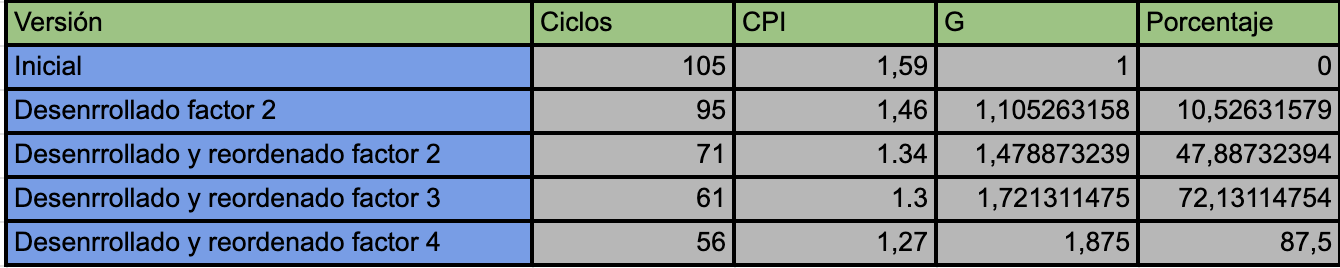 Versión Ciclos CPI G Porcentaje
Inicial 105 1,59 1 0
Desenrrollado factor 2 95 1,46 1,105263158 10,52631579
Desenrrollado y reordenado factor 2 71 1.34 1,478873239 47,88732394
Desenrrollado y reordenado factor 3 61 1.3 1,721311475 72,13114754
Desenrrollado y reordenado factor 4 56 1,27 1,875 87,5